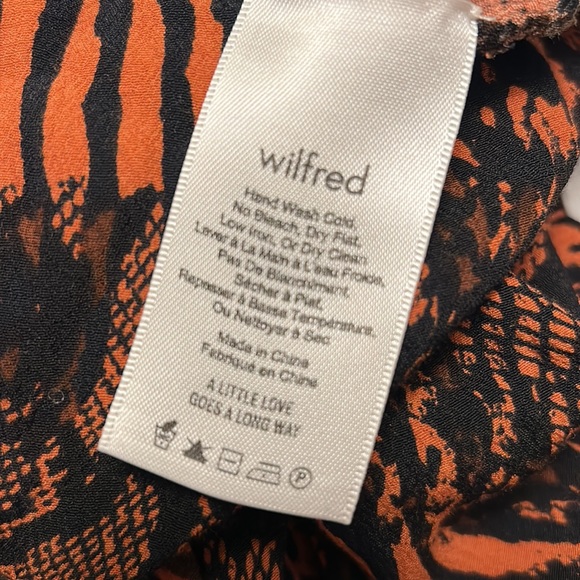 wilfred
Hand Wash Cold,
No Bleach, Dry Flat,
Low Iron, Or Dry Clean.
Laver à La Main à L'eau Froide,
Pas De Blanchiment,
Sécher à Plat,
Repasser à Basse Température,
Ou Nettoyer à Sec
Made in China
Fabriqué en China
A LITTLE LOVE
GOES A LONG WAY
P